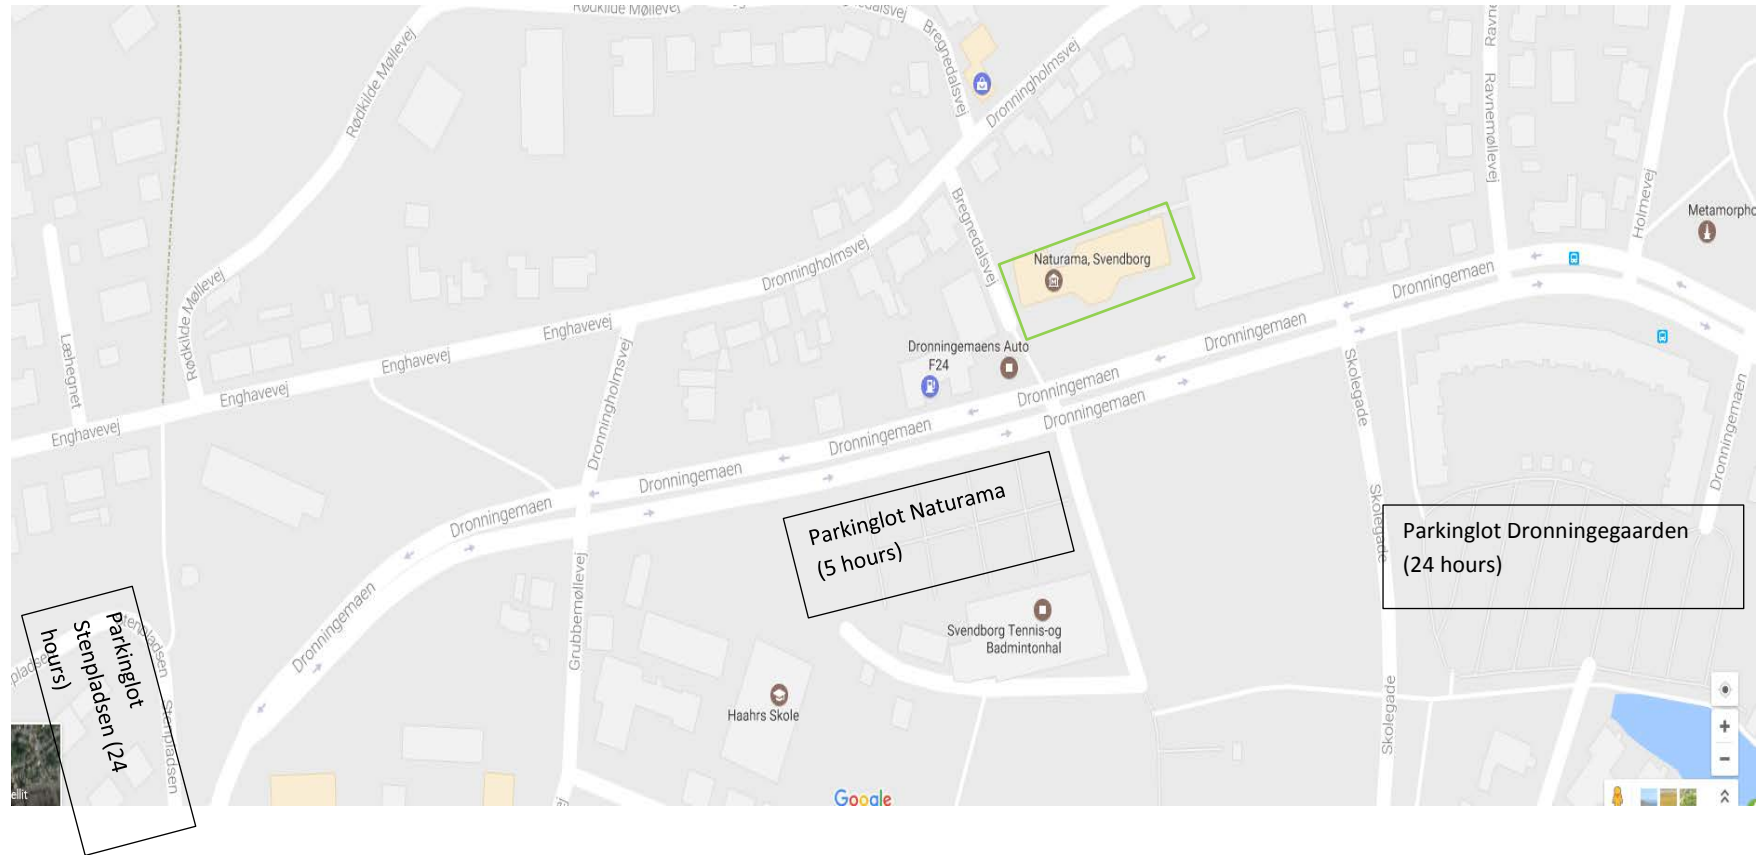 Rødkilde Møllevej
Bregnedalsvej
Dronningholmsvej
Rødkilde Møllevej
Ravnemøllevej
Holmevej
Metamorpho
Bregnedalsvej
Naturama, Svendborg
Dronningholmsvej
Rødkilde Møllevej
Læhegnet
Enghavevej
Enghavevej
Enghavevej
Enghavevej
Dronningholmsvej
Dronningemaens Auto
F24
Dronningemaen
Dronningemaen
Dronningemaen
Dronningemaen
Dronningemaen
Dronningemaen
Dronningemaen
Dronningemaen
Dronningemaen
Dronningemaen
Skolegade
Skolegade
Skolegade
Parkinglot Naturama
(5 hours)
Parkinglot Dronningegaarden
(24 hours)
Parkinglot
Stenpladsen (24
hours)
Stenpladsen
Stenpladsen
Grubbemøllevej
Svendborg Tennis-og
Badmintonhal
Haahrs Skole
Google